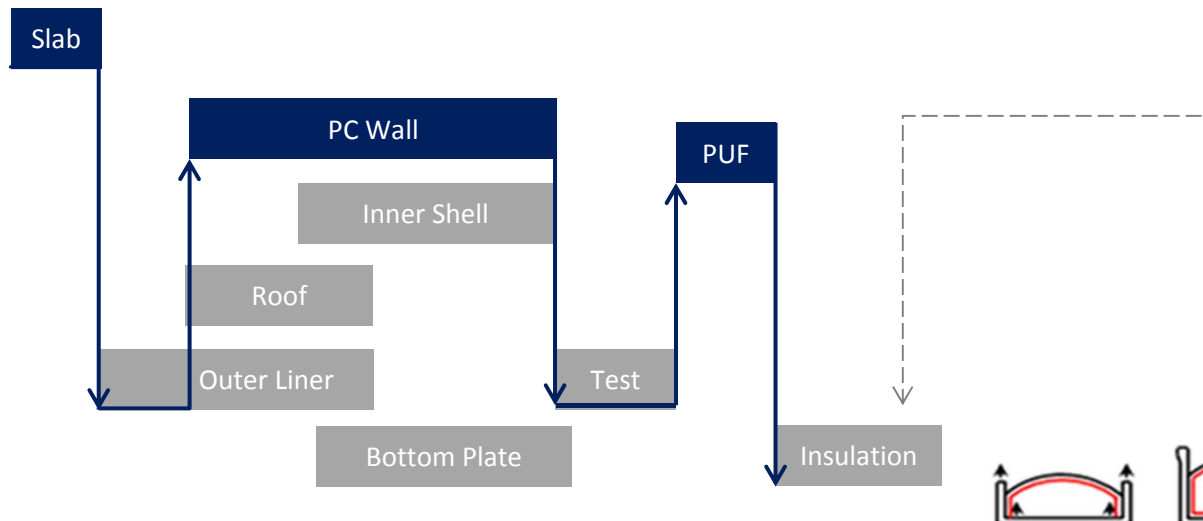 Slab
PC Wall
PUF
Inner Shell
Roof
Outer Liner
Test
Bottom Plate
Insulation